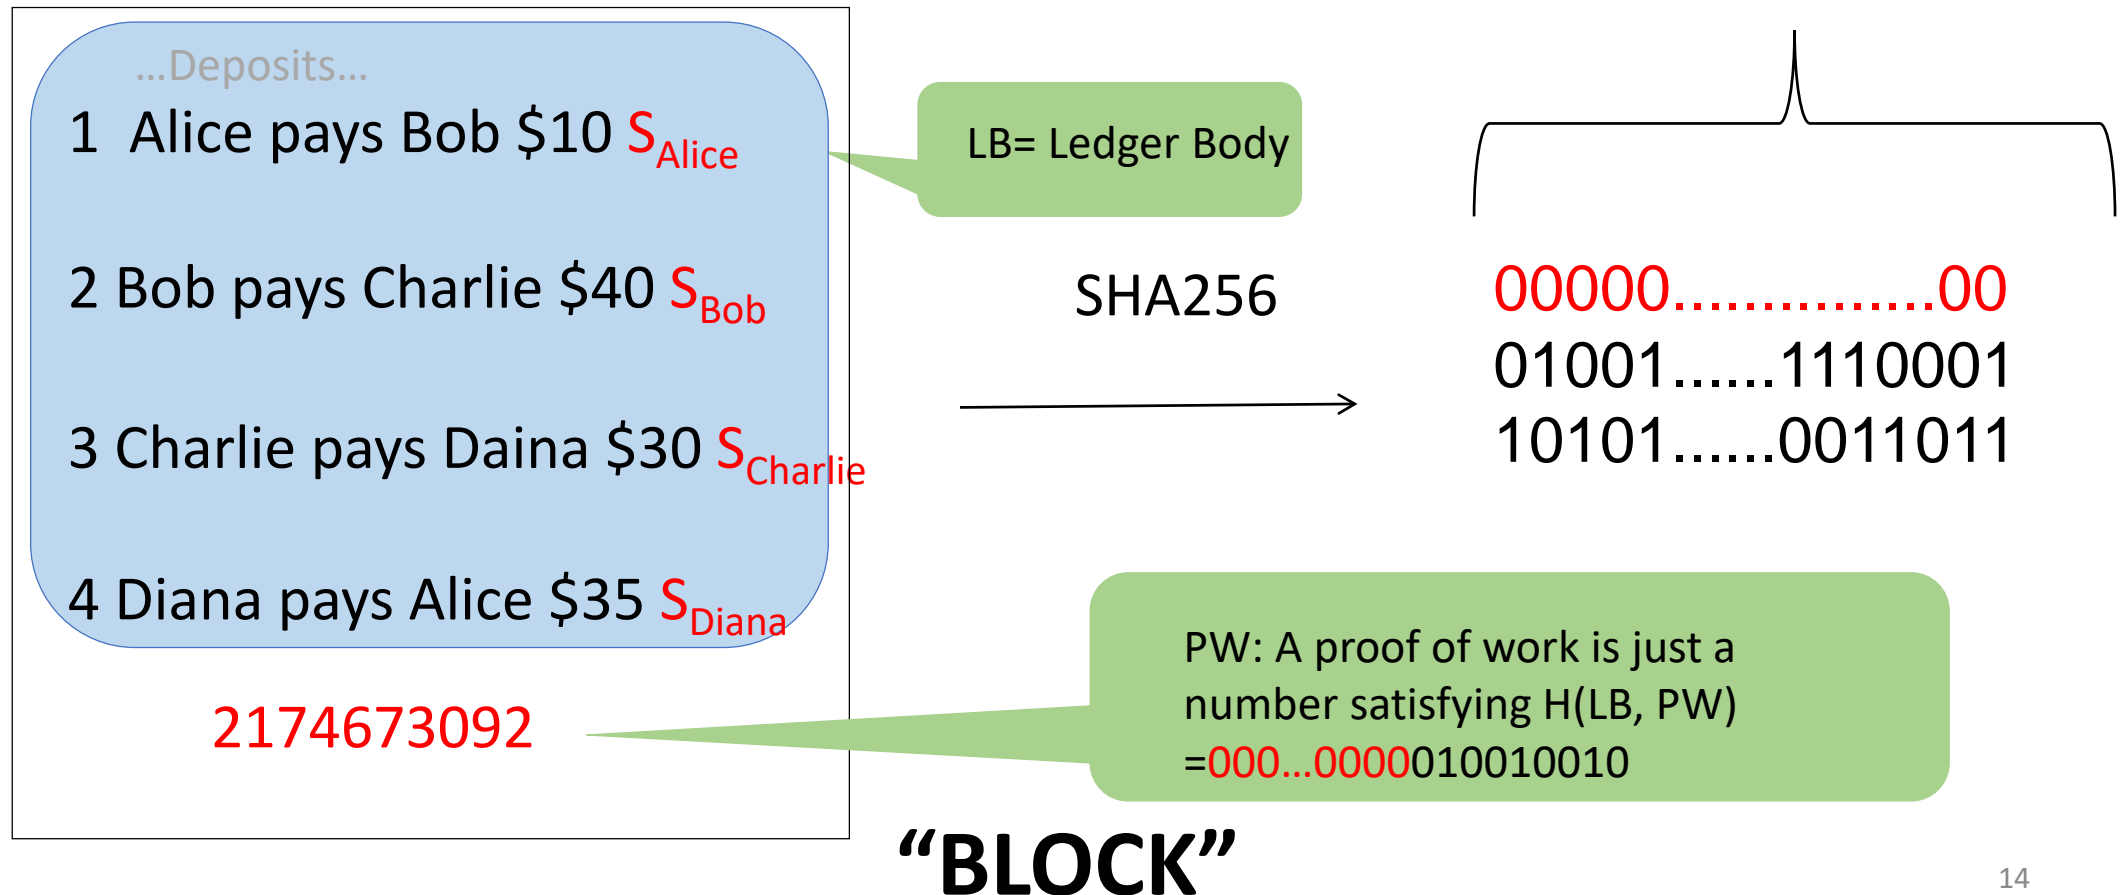 ...Deposits...
1 Alice pays Bob $10 SAlice
LB= Ledger Body
2 Bob pays Charlie $40 SBob
SHA256
00000...............00
01001......1110001
10101......0011011
3 Charlie pays Daina $30 SCharlie
4 Diana pays Alice $35 SDiana
2174673092
PW: A proof of work is just a
number satisfying H(LB, PW)
=000...0000010010010
“BLOCK”
14